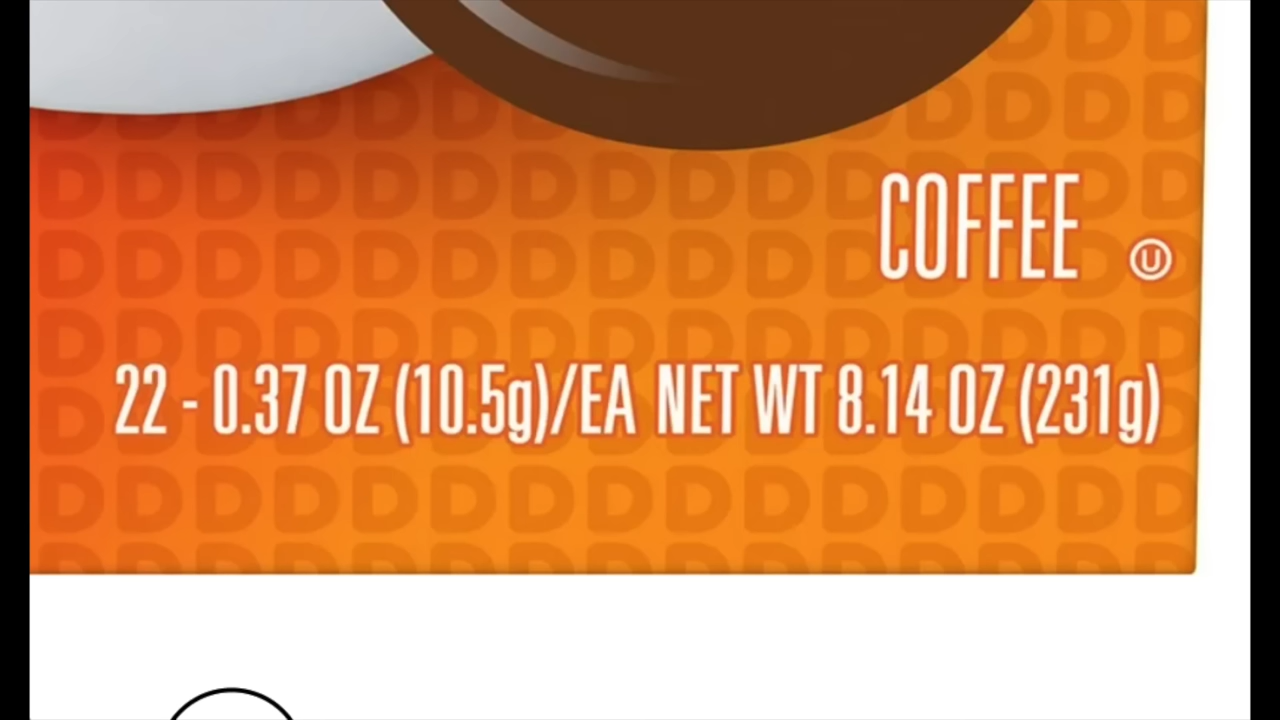 COFFEE
Ⓤ
22 - 0.37 OZ (10.5g)/EA NET WT 8.14 OZ (231g)